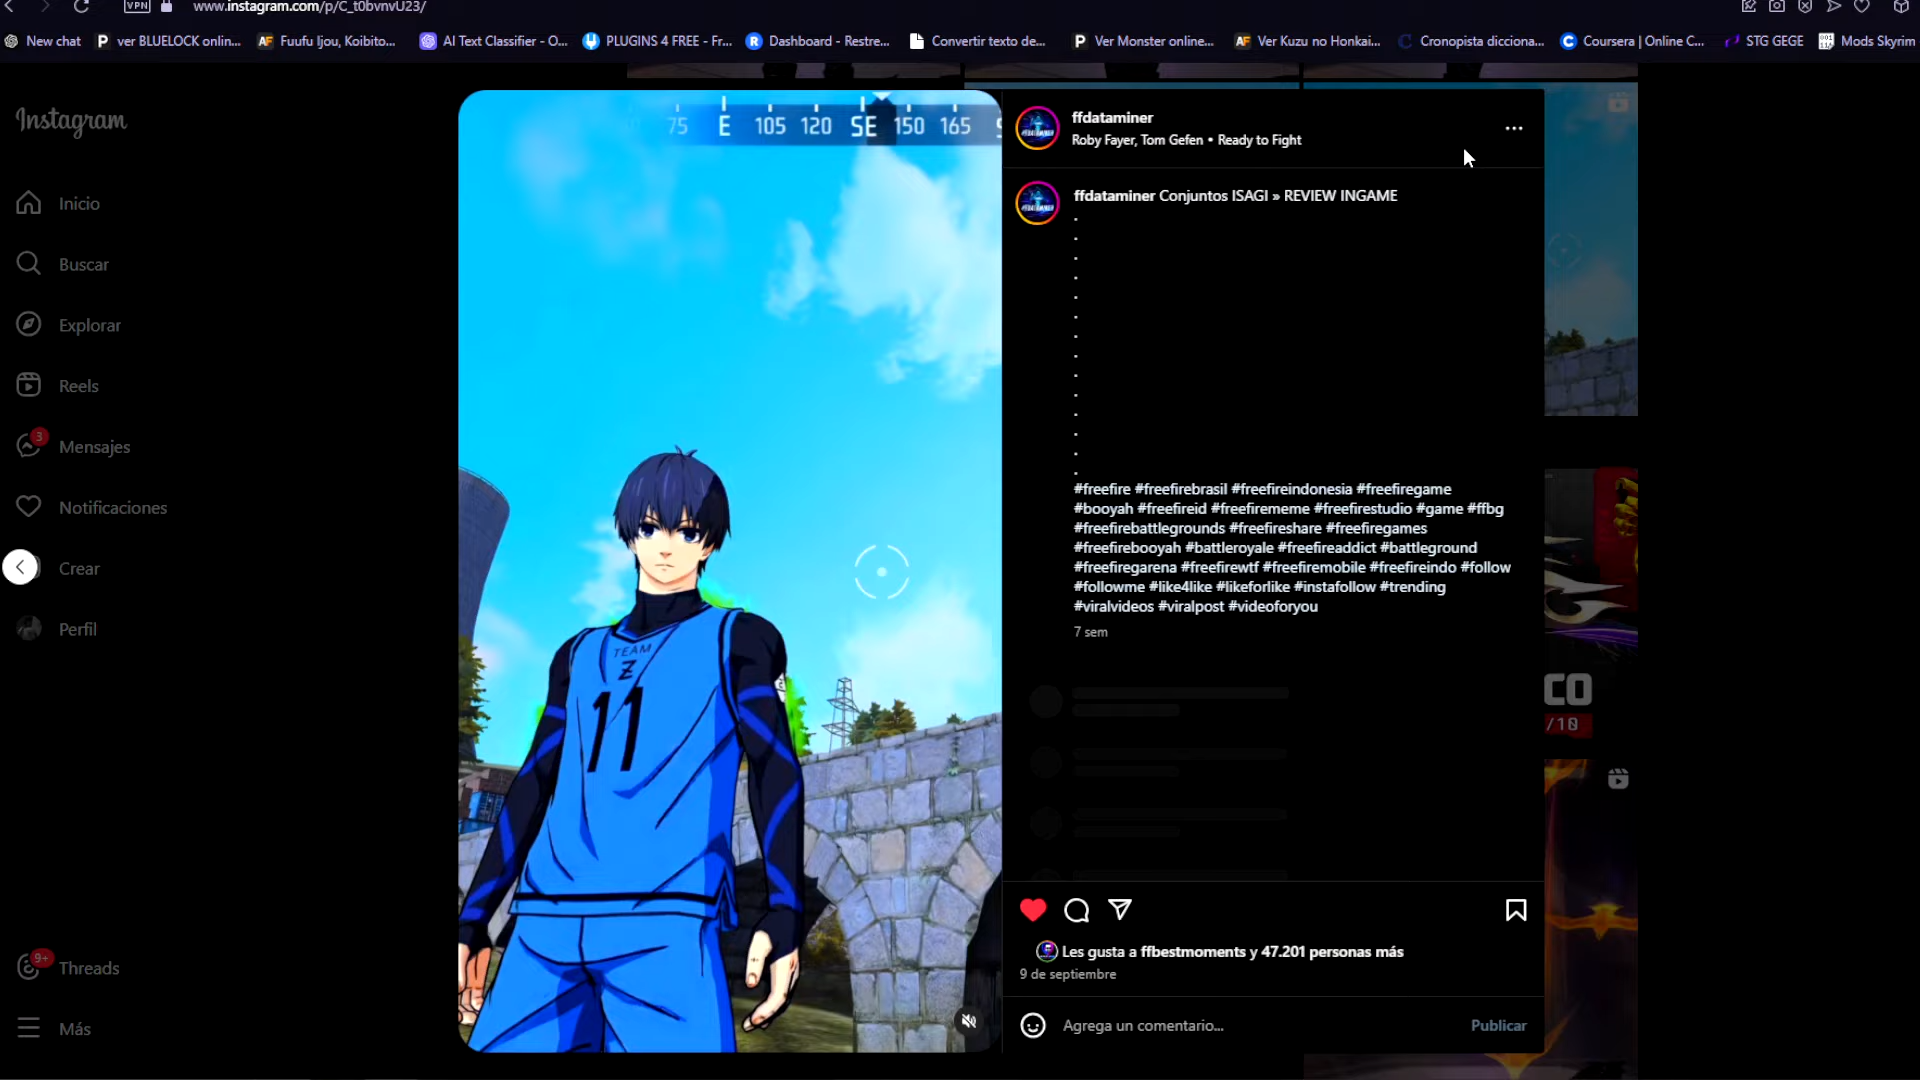 VPN
www.instagram.com/p/C_t0bvnvU23/
New chat
ver BLUELOCK onlin...
Fuufu Ijou, Koibito...
AI Text Classifier - O...
PLUGINS 4 FREE - Fr...
Dashboard - Restre...
Convertir texto de...
Ver Monster online...
Ver Kuzu no Honkai...
Cronopista dicciona...
Coursera | Online C...
STG GEGE
Mods Skyrim
Instagram
Inicio
Buscar
Explorar
Reels
3
Mensajes
Notificaciones
Crear
Perfil
9+
Threads
Más
75 E 105 120 SE 150 165
TEAM
Z
11
ffdataminer
Roby Fayer, Tom Gefen • Ready to Fight
ffdataminer Conjuntos ISAGI » REVIEW INGAME
.
.
.
.
.
.
.
.
.
.
.
.
.
.
#freefire #freefirebrasil #freefireindonesia #freefiregame
#booyah #freefireid #freefirememe #freefirestudio #game #ffbg
#freefirebattlegrounds #freefireshare #freefiregames
#freefirebooyah #battleroyale #freefireaddict #battleground
#freefiregarena #freefirewtf #freefiremobile #freefireindo #follow
#followme #like4like #likeforlike #instafollow #trending
#viralvideos #viralpost #videoforyou
7 sem
CO
/10
Les gusta a ffbestmoments y 47.201 personas más
9 de septiembre
Agrega un comentario...
Publicar